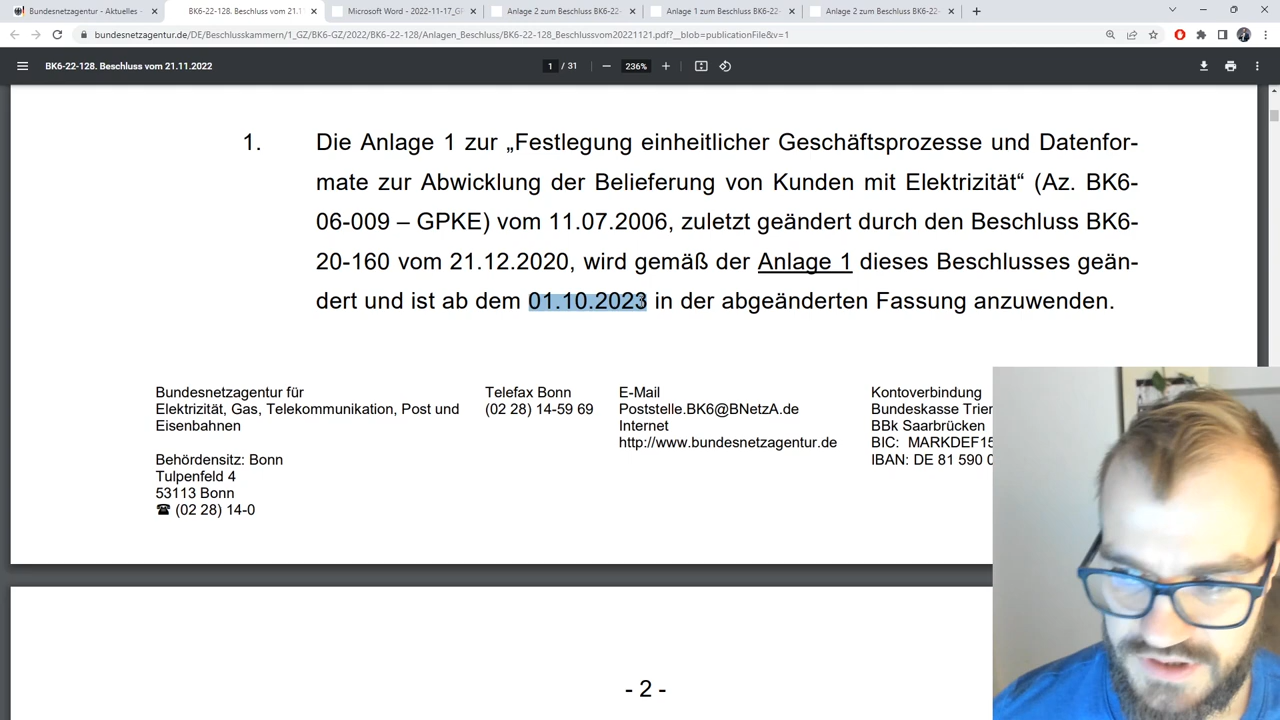 Bundesnetzagentur - Aktuelles -
BK6-22-128. Beschluss vom 21.1
Microsoft Word - 2022-11-17_G
Anlage 2 zum Beschluss BK6-22-
Anlage 1 zum Beschluss BK6-22-
Anlage 2 zum Beschluss BK6-22-
bundesnetzagentur.de/DE/Beschlusskammern/1_GZ/BK6-GZ/2022/BK6-22-128/Anlagen_Beschluss/BK6-22-128_Beschlussvom20221121.pdf?__blob=publicationFile&v=1
BK6-22-128. Beschluss vom 21.11.2022
1 / 31
236%
1. Die Anlage 1 zur „Festlegung einheitlicher Geschäftsprozesse und Datenfor-
mate zur Abwicklung der Belieferung von Kunden mit Elektrizität“ (Az. BK6-
06-009 – GPKE) vom 11.07.2006, zuletzt geändert durch den Beschluss BK6-
20-160 vom 21.12.2020, wird gemäß der Anlage 1 dieses Beschlusses geän-
dert und ist ab dem 01.10.2023 in der abgeänderten Fassung anzuwenden.
Bundesnetzagentur für
Elektrizität, Gas, Telekommunikation, Post und
Eisenbahnen
Behördensitz: Bonn
Tulpenfeld 4
53113 Bonn
☎ (02 28) 14-0
Telefax Bonn
(02 28) 14-59 69
E-Mail
Poststelle.BK6@BNetzA.de
Internet
http://www.bundesnetzagentur.de
Kontoverbindung
Bundeskasse Trier
BBk Saarbrücken
BIC: MARKDEF15
IBAN: DE 81 590 0
- 2 -